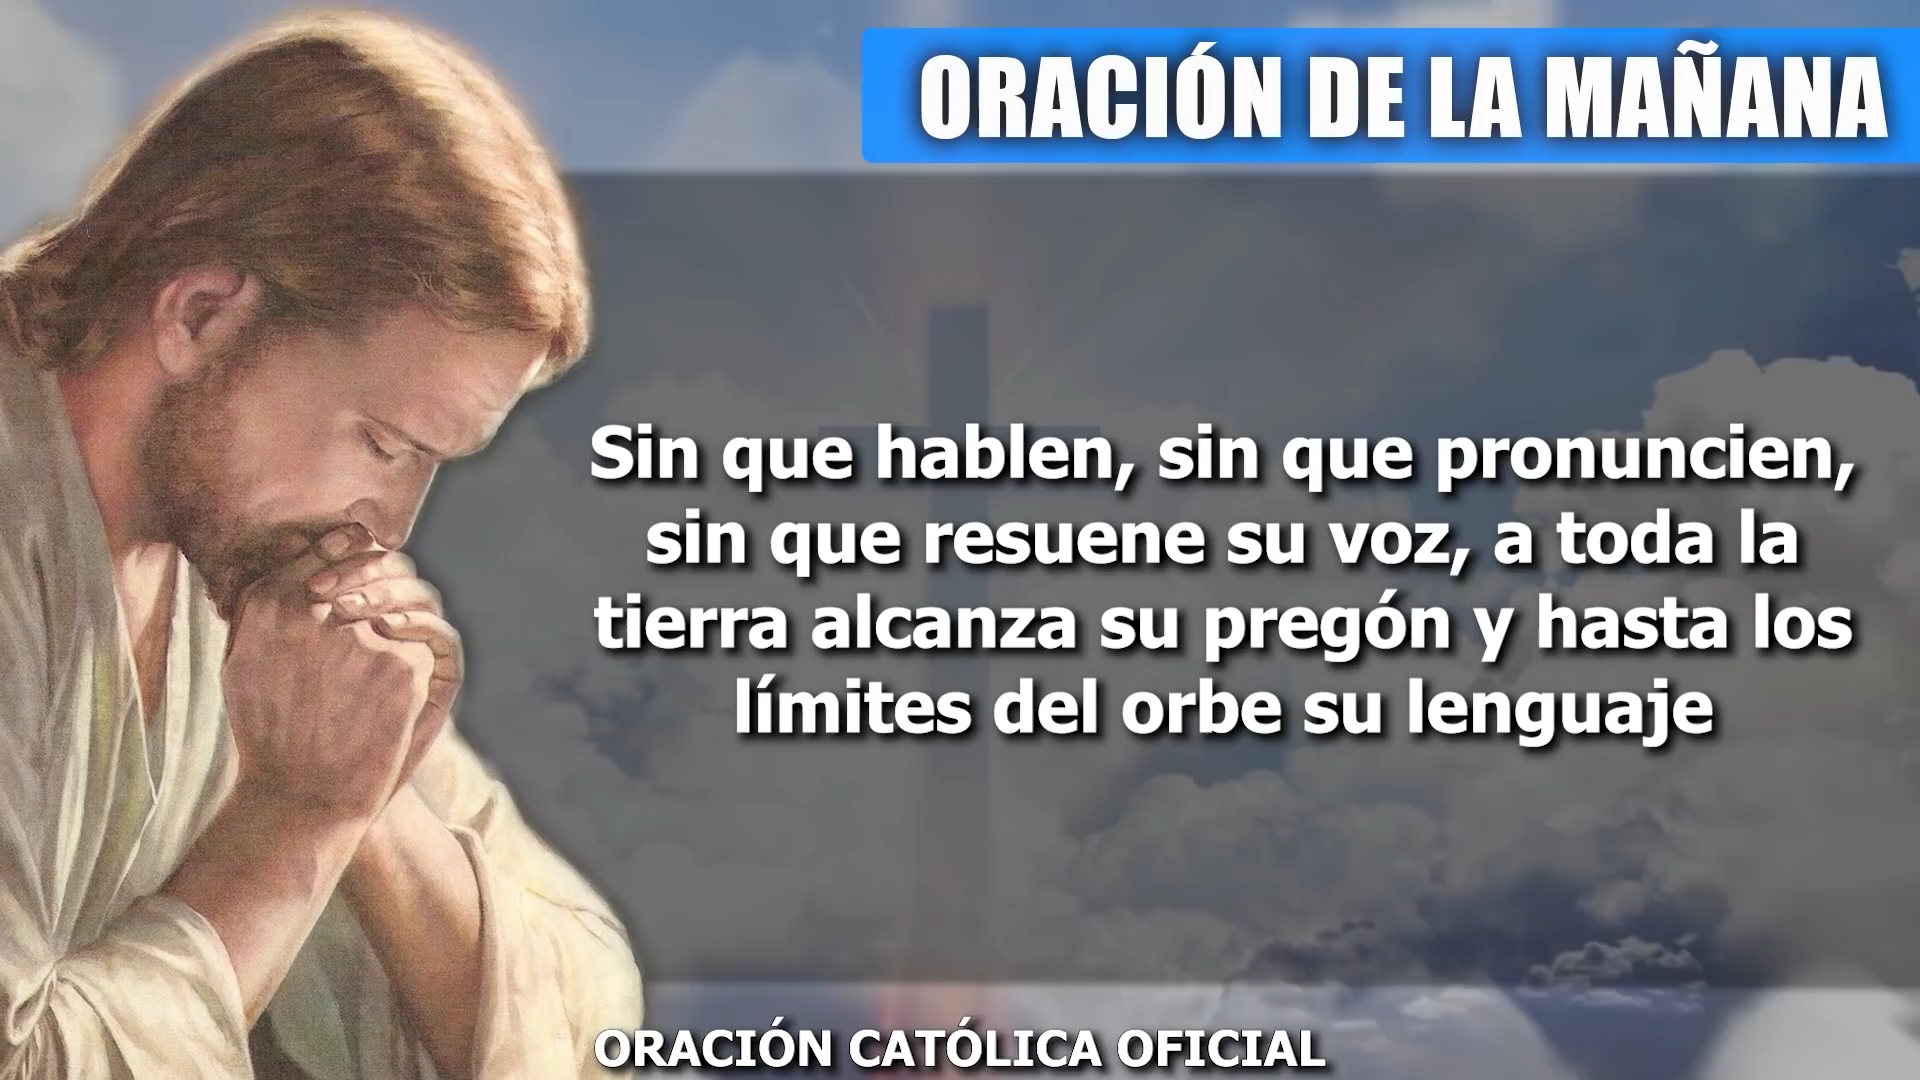 ORACIÓN DE LA MAÑANA
Sin que hablen, sin que pronuncien,
sin que resuene su voz, a toda la
tierra alcanza su pregón y hasta los
límites del orbe su lenguaje
ORACIÓN CATÓLICA OFICIAL